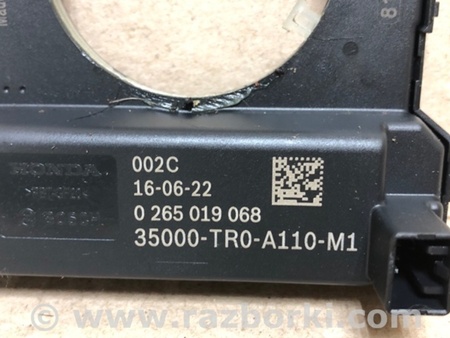 HONDA
BOSCH
002C
16-06-22
0 265 019 068
35000-TR0-A110-M1
www.razborki.com